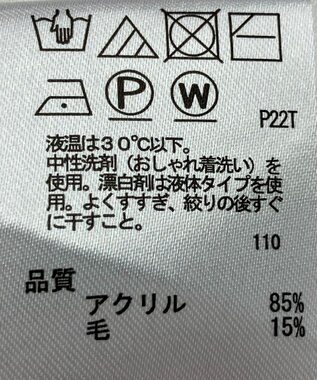 P W
P22T
液温は30℃以下。
中性洗剤(おしゃれ着洗い)を
使用。漂白剤は液体タイプを使
用。よくすすぎ、絞りの後すぐ
に干すこと。
110
品質
アクリル 85%
毛 15%